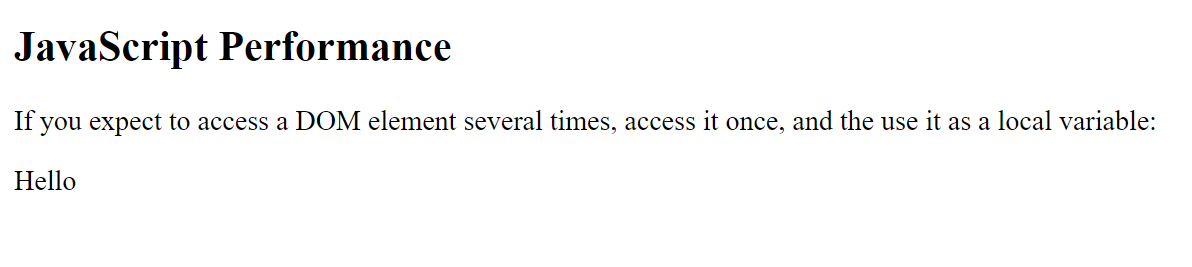 JavaScript Performance
If you expect to access a DOM element several times, access it once, and the use it as a local variable:
Hello